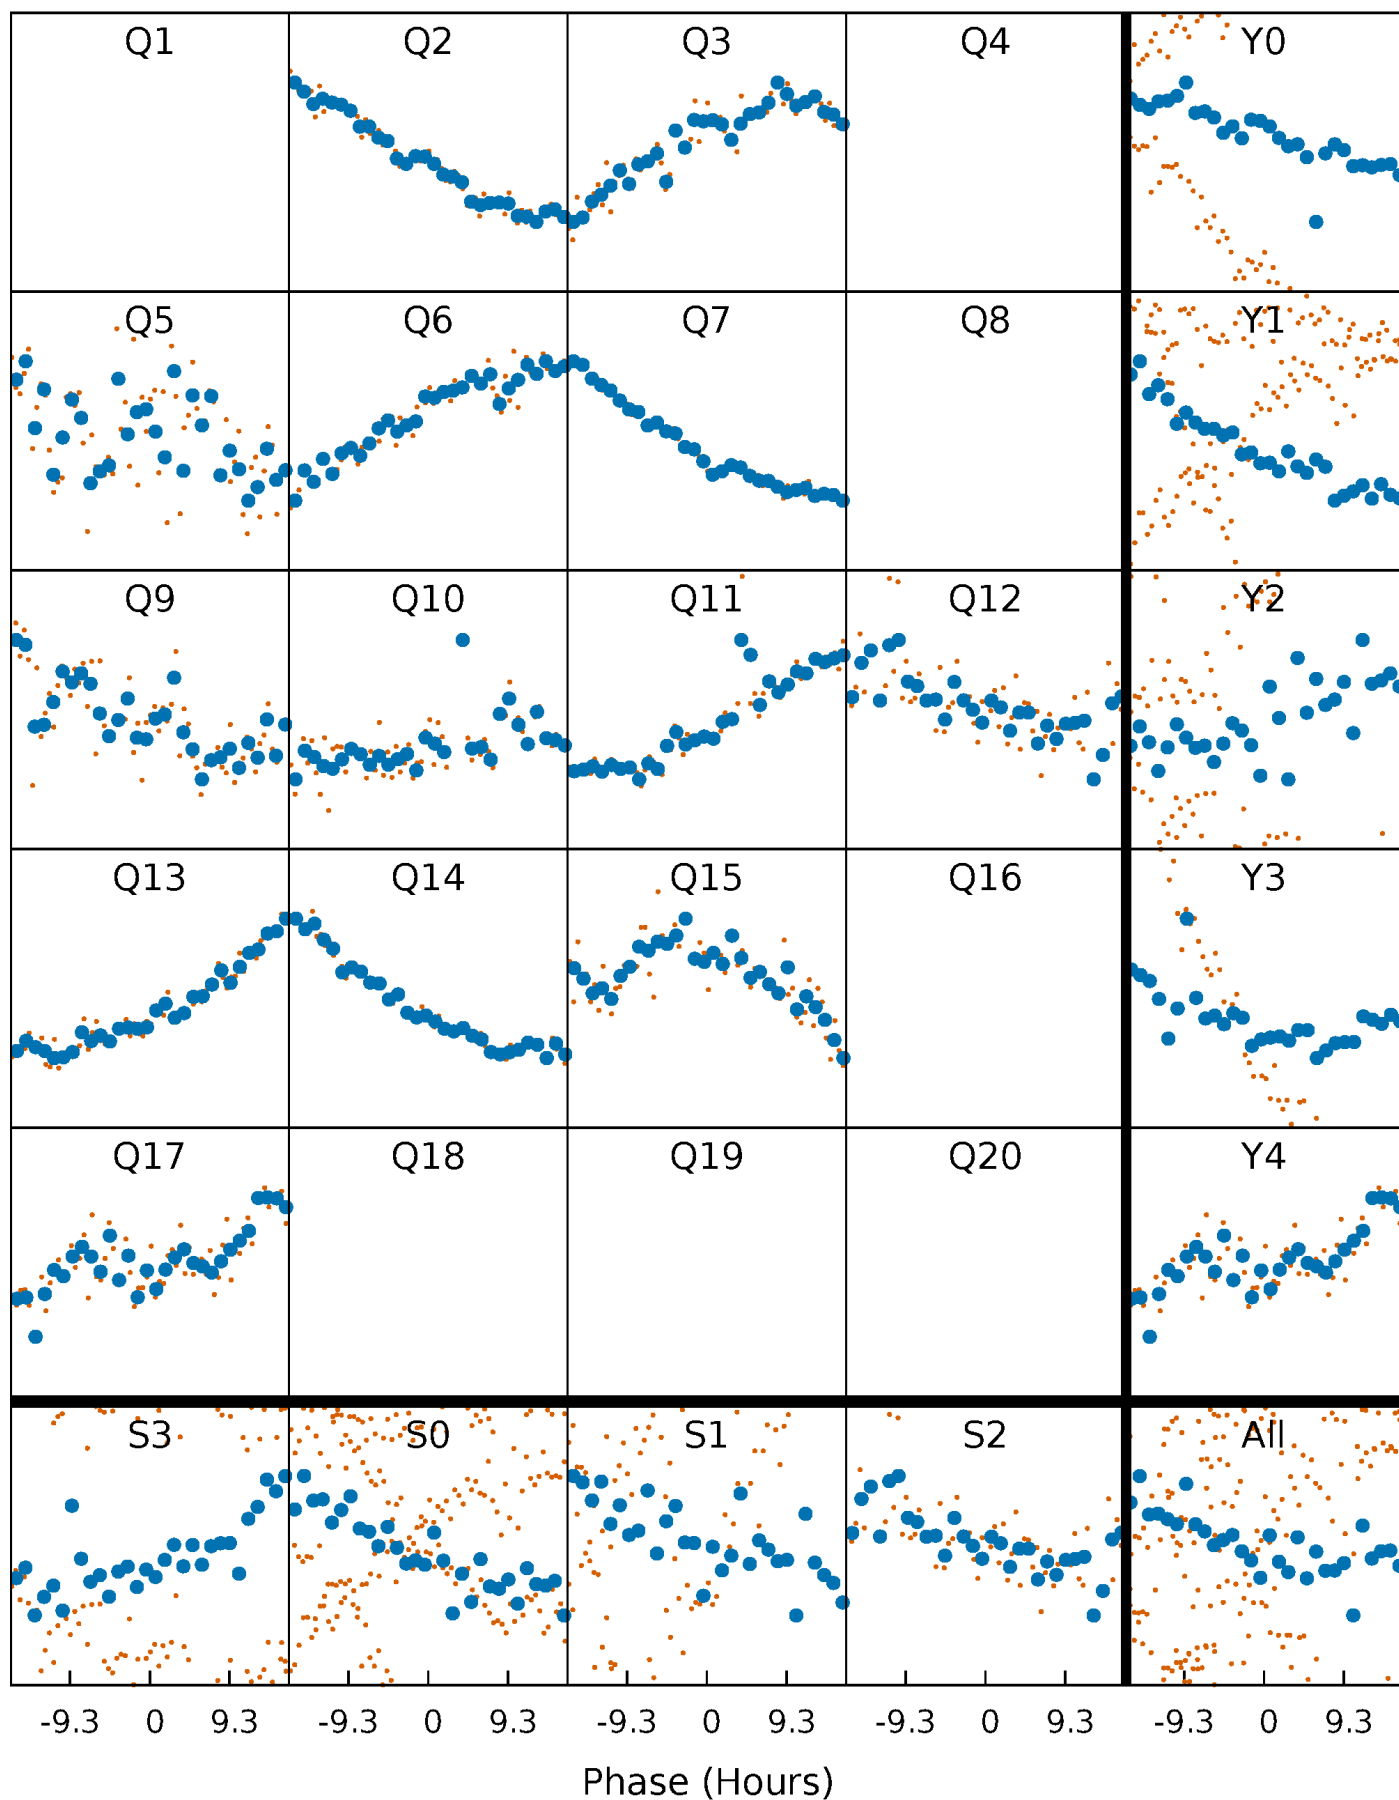 Q1 Q2 Q3 Q4 Y0
Q5 Q6 Q7 Q8 Y1
Q9 Q10 Q11 Q12 Y2
Q13 Q14 Q15 Q16 Y3
Q17 Q18 Q19 Q20 Y4
S3 S0 S1 S2 All
-9.3 0 9.3 -9.3 0 9.3 -9.3 0 9.3 -9.3 0 9.3 -9.3 0 9.3
Phase (Hours)